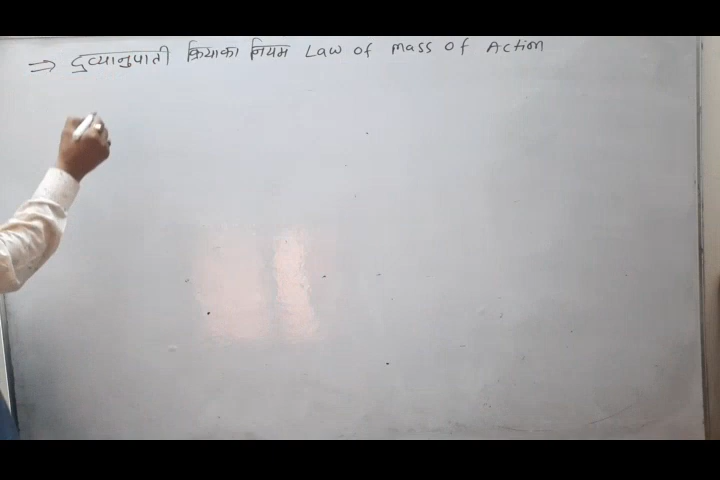 ⇒ द्रव्यानुपाती क्रियाका नियम Law of mass of Action